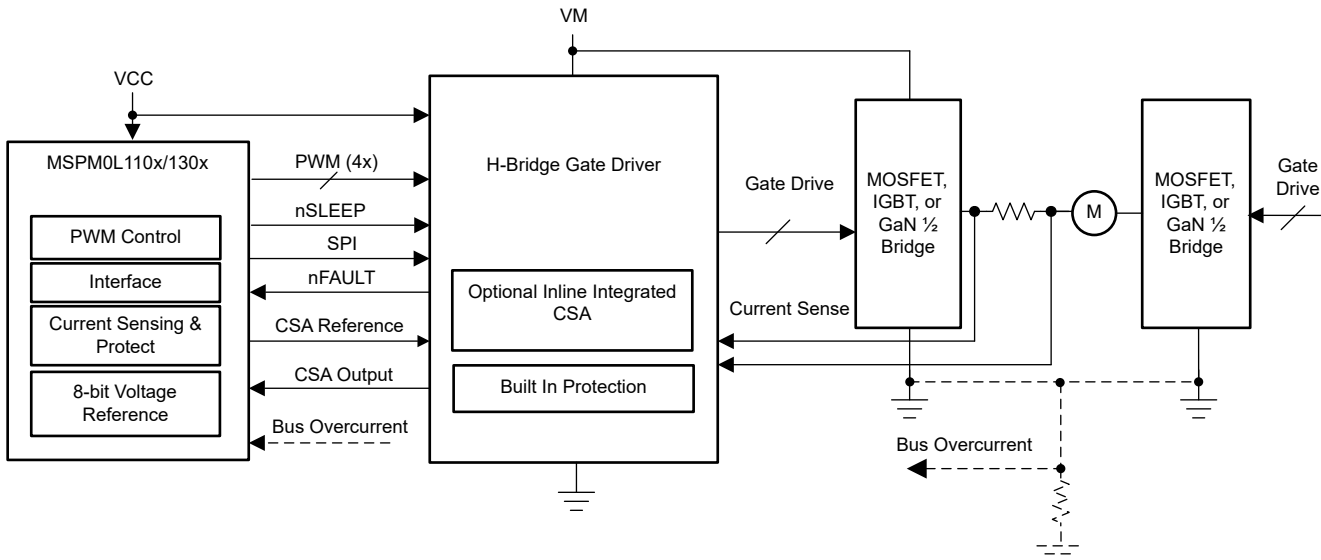 VM
VCC
MSPM0L110x/130x
PWM Control
Interface
Current Sensing &
Protect
8-bit Voltage
Reference
PWM (4x)
nSLEEP
SPI
nFAULT
CSA Reference
CSA Output
Bus Overcurrent
H-Bridge Gate Driver
Optional Inline Integrated
CSA
Built In Protection
Gate Drive
Current Sense
MOSFET,
IGBT, or
GaN ½
Bridge
M
MOSFET,
IGBT, or
GaN ½
Bridge
Gate
Drive
Bus Overcurrent